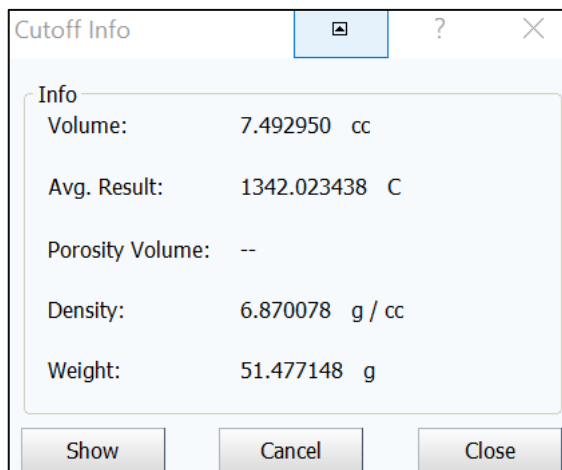 Cutoff Info ?
Info
Volume: 7.492950 cc
Avg. Result: 1342.023438 C
Porosity Volume: --
Density: 6.870078 g / cc
Weight: 51.477148 g
Show Cancel Close